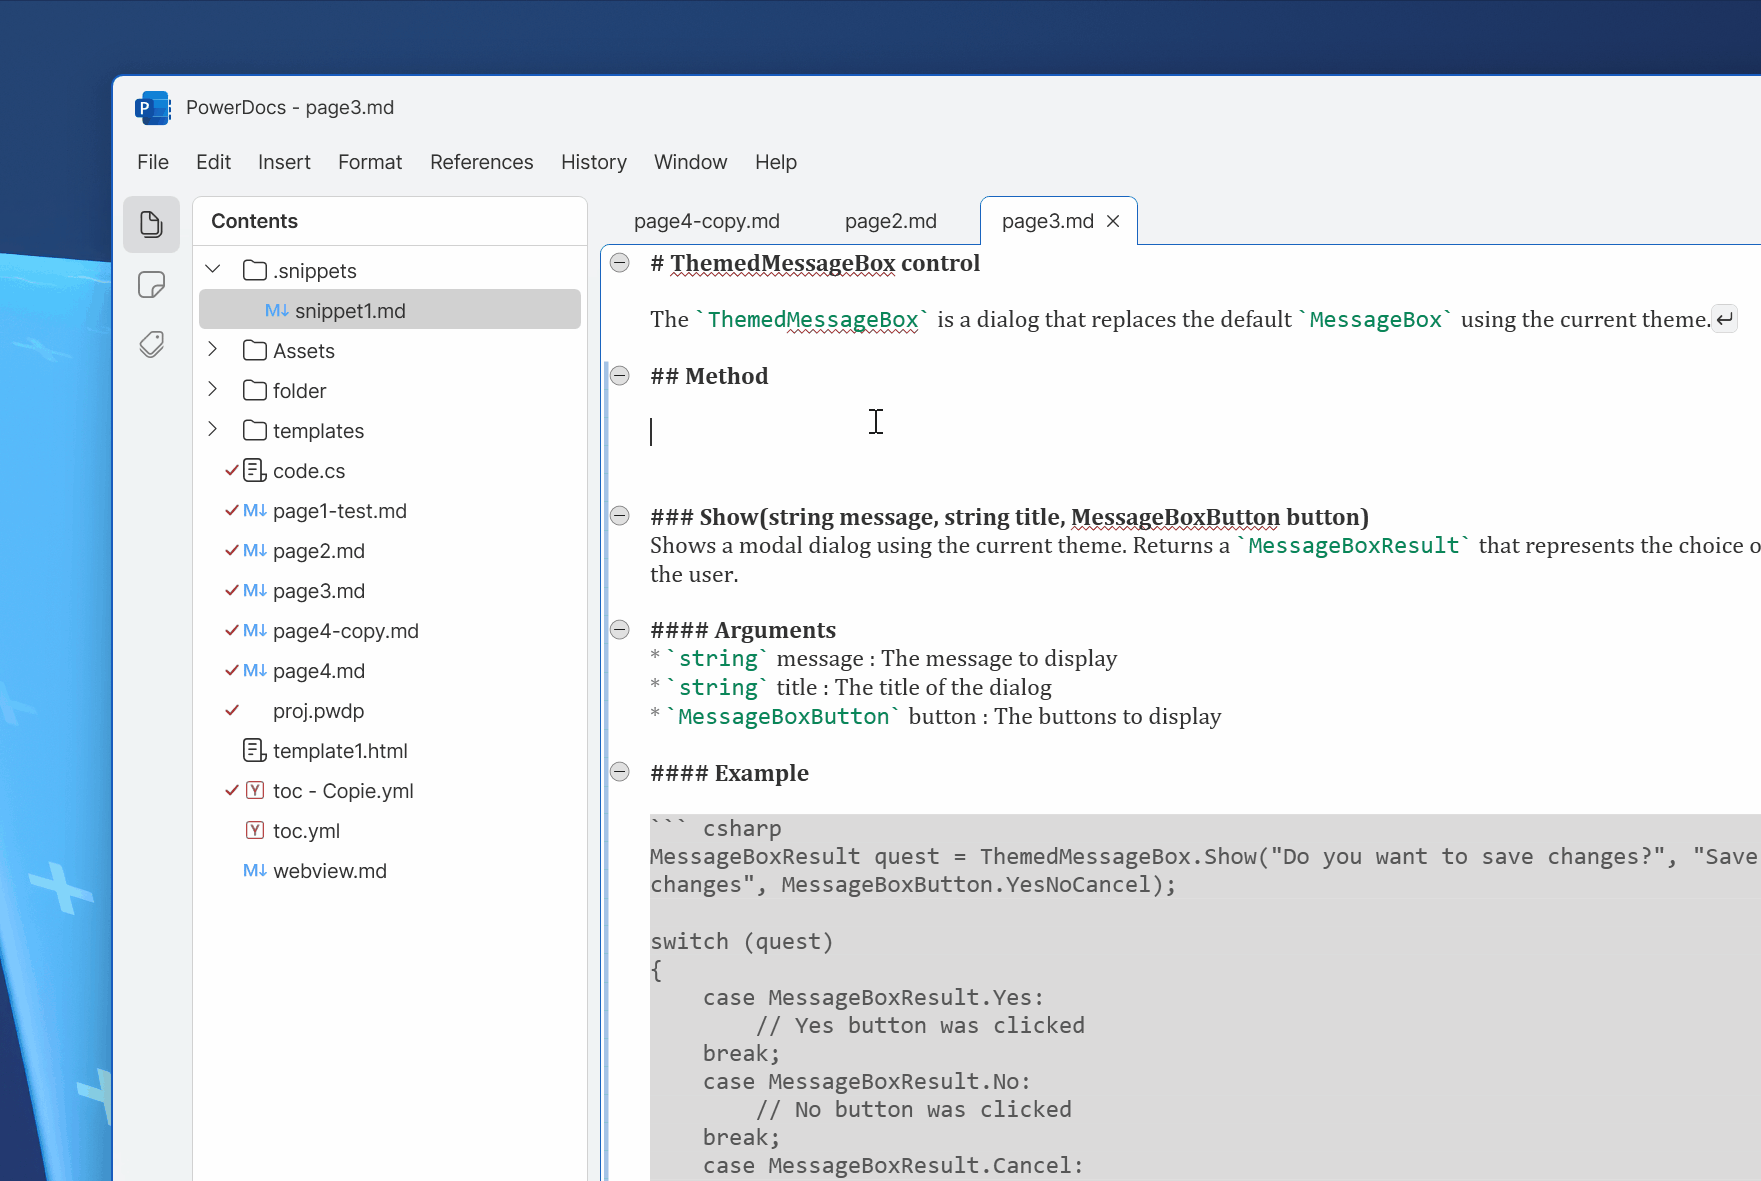 P PowerDocs - page3.md
File Edit Insert Format References History Window Help
Contents
.snippets
M↓ snippet1.md
Assets
folder
templates
code.cs
M↓ page1-test.md
M↓ page2.md
M↓ page3.md
M↓ page4-copy.md
M↓ page4.md
proj.pwdp
template1.html
Y toc - Copie.yml
Y toc.yml
M↓ webview.md
page4-copy.md page2.md page3.md
# ThemedMessageBox control
The `ThemedMessageBox` is a dialog that replaces the default `MessageBox` using the current theme.
## Method
### Show(string message, string title, MessageBoxButton button)
Shows a modal dialog using the current theme. Returns a `MessageBoxResult` that represents the choice o
the user.
#### Arguments
* `string` message : The message to display
* `string` title : The title of the dialog
* `MessageBoxButton` button : The buttons to display
#### Example
``` csharp
MessageBoxResult quest = ThemedMessageBox.Show("Do you want to save changes?", "Save
changes", MessageBoxButton.YesNoCancel);
switch (quest)
{
case MessageBoxResult.Yes:
// Yes button was clicked
break;
case MessageBoxResult.No:
// No button was clicked
break;
case MessageBoxResult.Cancel: